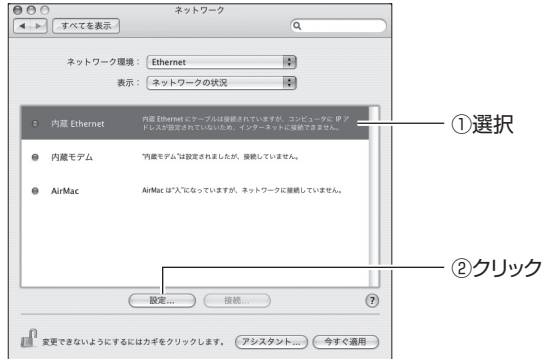 ネットワーク
すべてを表示
ネットワーク環境： Ethernet
表示： ネットワークの状況
内蔵 Ethernet
内蔵 Ethernet にケーブルは接続されていますが、コンピュータに IP ア
ドレスが設定されていないため、インターネットに接続できません。
①選択
内蔵モデム
"内蔵モデム"は設定されましたが、接続していません。
AirMac
AirMac は"入"になっていますが、ネットワークに接続していません。
②クリック
設定... 接続... ?
変更できないようにするにはカギをクリックします。 アシスタント... 今すぐ適用